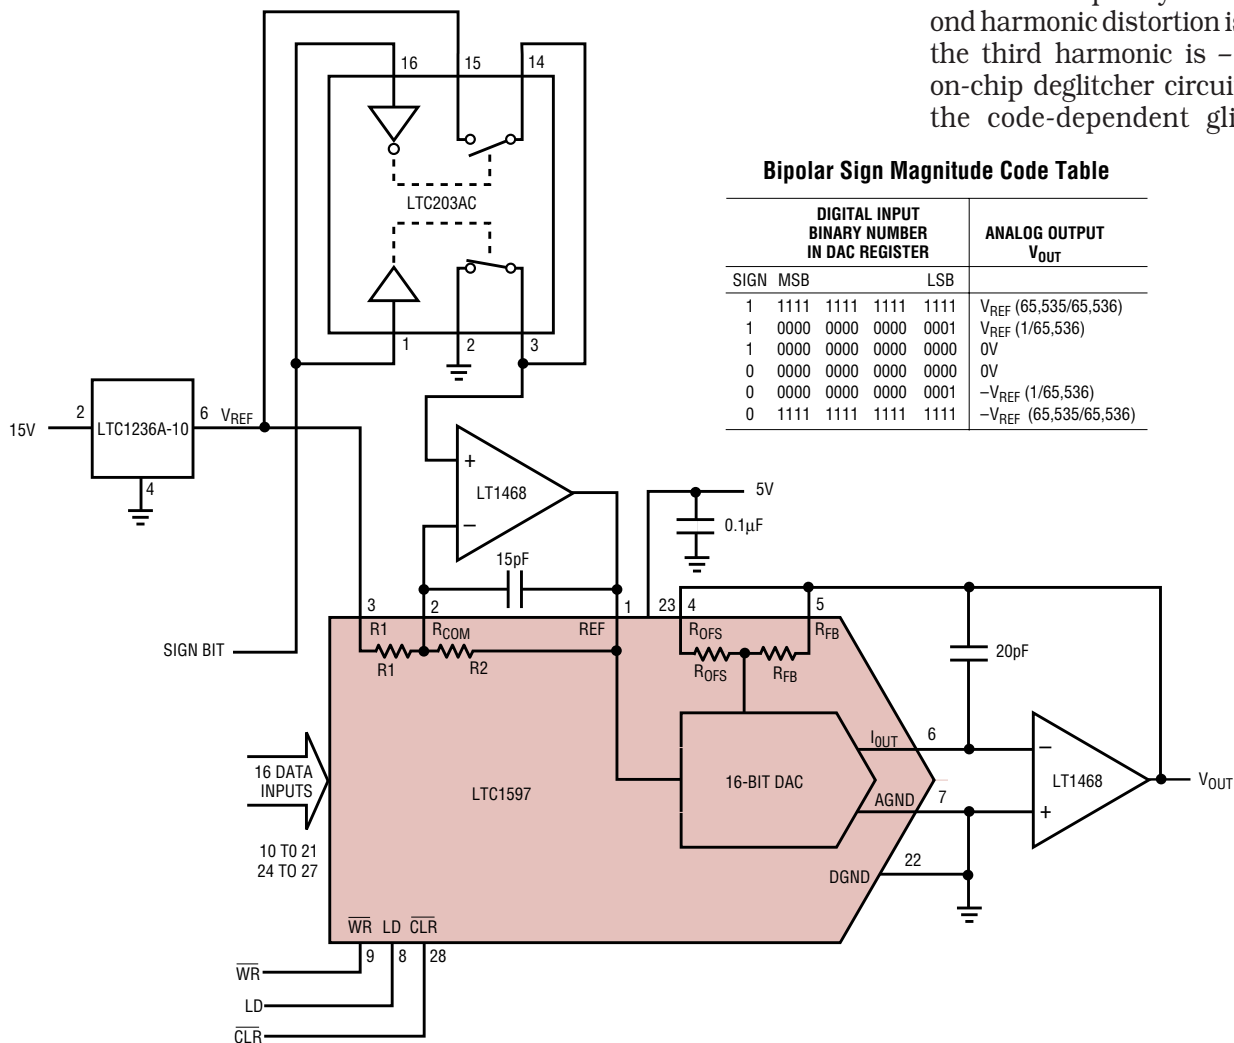 ond harmonic distortion is
the third harmonic is –
on-chip deglitcher circui
the code-dependent gli
Bipolar Sign Magnitude Code Table
DIGITAL INPUT
BINARY NUMBER
IN DAC REGISTER
ANALOG OUTPUT
VOUT
SIGN MSB LSB
1 1111 1111 1111 1111 VREF (65,535/65,536)
1 0000 0000 0000 0001 VREF (1/65,536)
1 0000 0000 0000 0000 0V
0 0000 0000 0000 0000 0V
0 0000 0000 0000 0001 –VREF (1/65,536)
0 1111 1111 1111 1111 –VREF (65,535/65,536)
16 15 14
LTC203AC
1 2 3
15V
2
LTC1236A-10
6
VREF
4
+
LT1468
–
15pF
5V
0.1µF
3 2 1 23 4 5
R1 RCOM REF ROFS RFB
R1 R2 ROFS RFB
SIGN BIT
20pF
16 DATA
INPUTS
10 TO 21
24 TO 27
LTC1597
16-BIT DAC
IOUT 6
AGND 7
DGND 22
–
LT1468
+
VOUT
WR LD CLR
9 8 28
WR
LD
CLR